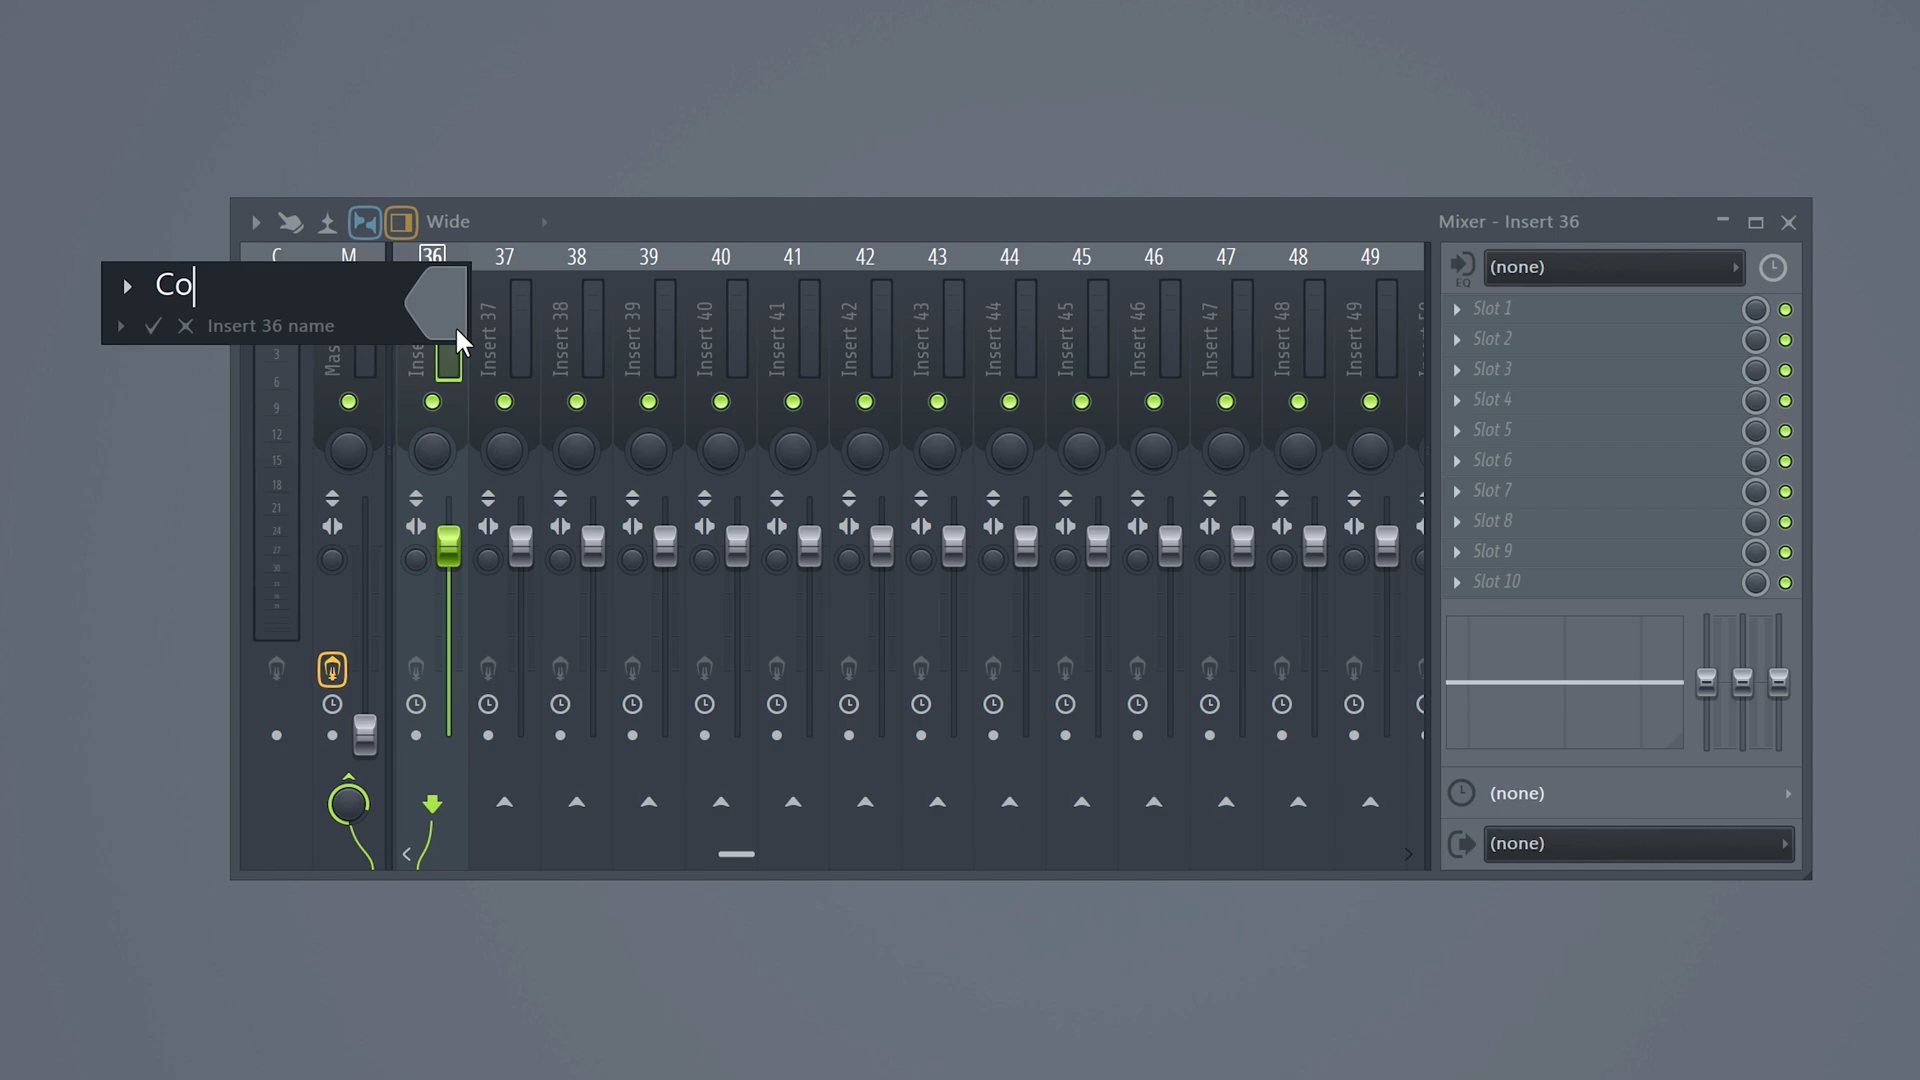 Wide
Mixer - Insert 36
C M 36 37 38 39 40 41 42 43 44 45 46 47 48 49
Co
Insert 36 name
Mas
Inse
Insert 37
Insert 38
Insert 39
Insert 40
Insert 41
Insert 42
Insert 43
Insert 44
Insert 45
Insert 46
Insert 47
Insert 48
Insert 49
3
6
9
12
15
18
21
24
27
30
EQ
(none)
Slot 1
Slot 2
Slot 3
Slot 4
Slot 5
Slot 6
Slot 7
Slot 8
Slot 9
Slot 10
(none)
(none)